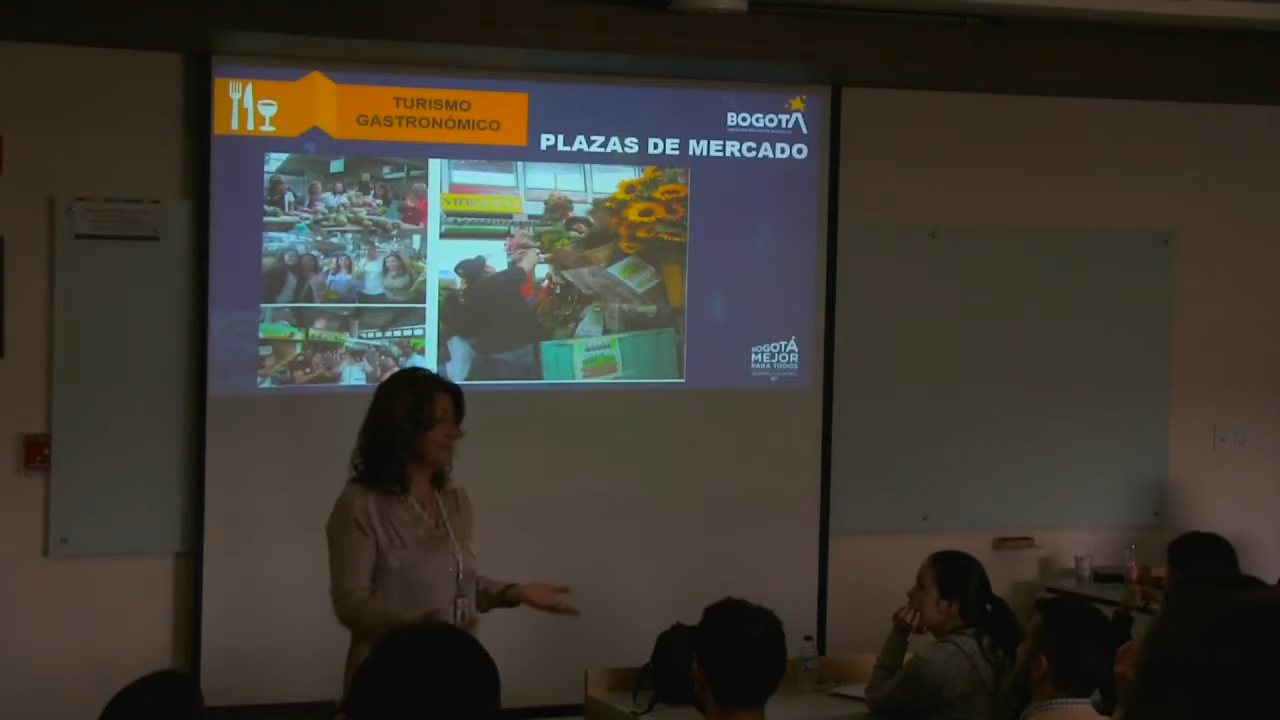 TURISMO
GASTRONÓMICO
BOGOTÁ
PLAZAS DE MERCADO
BOGOTÁ
MEJOR
PARA TODOS